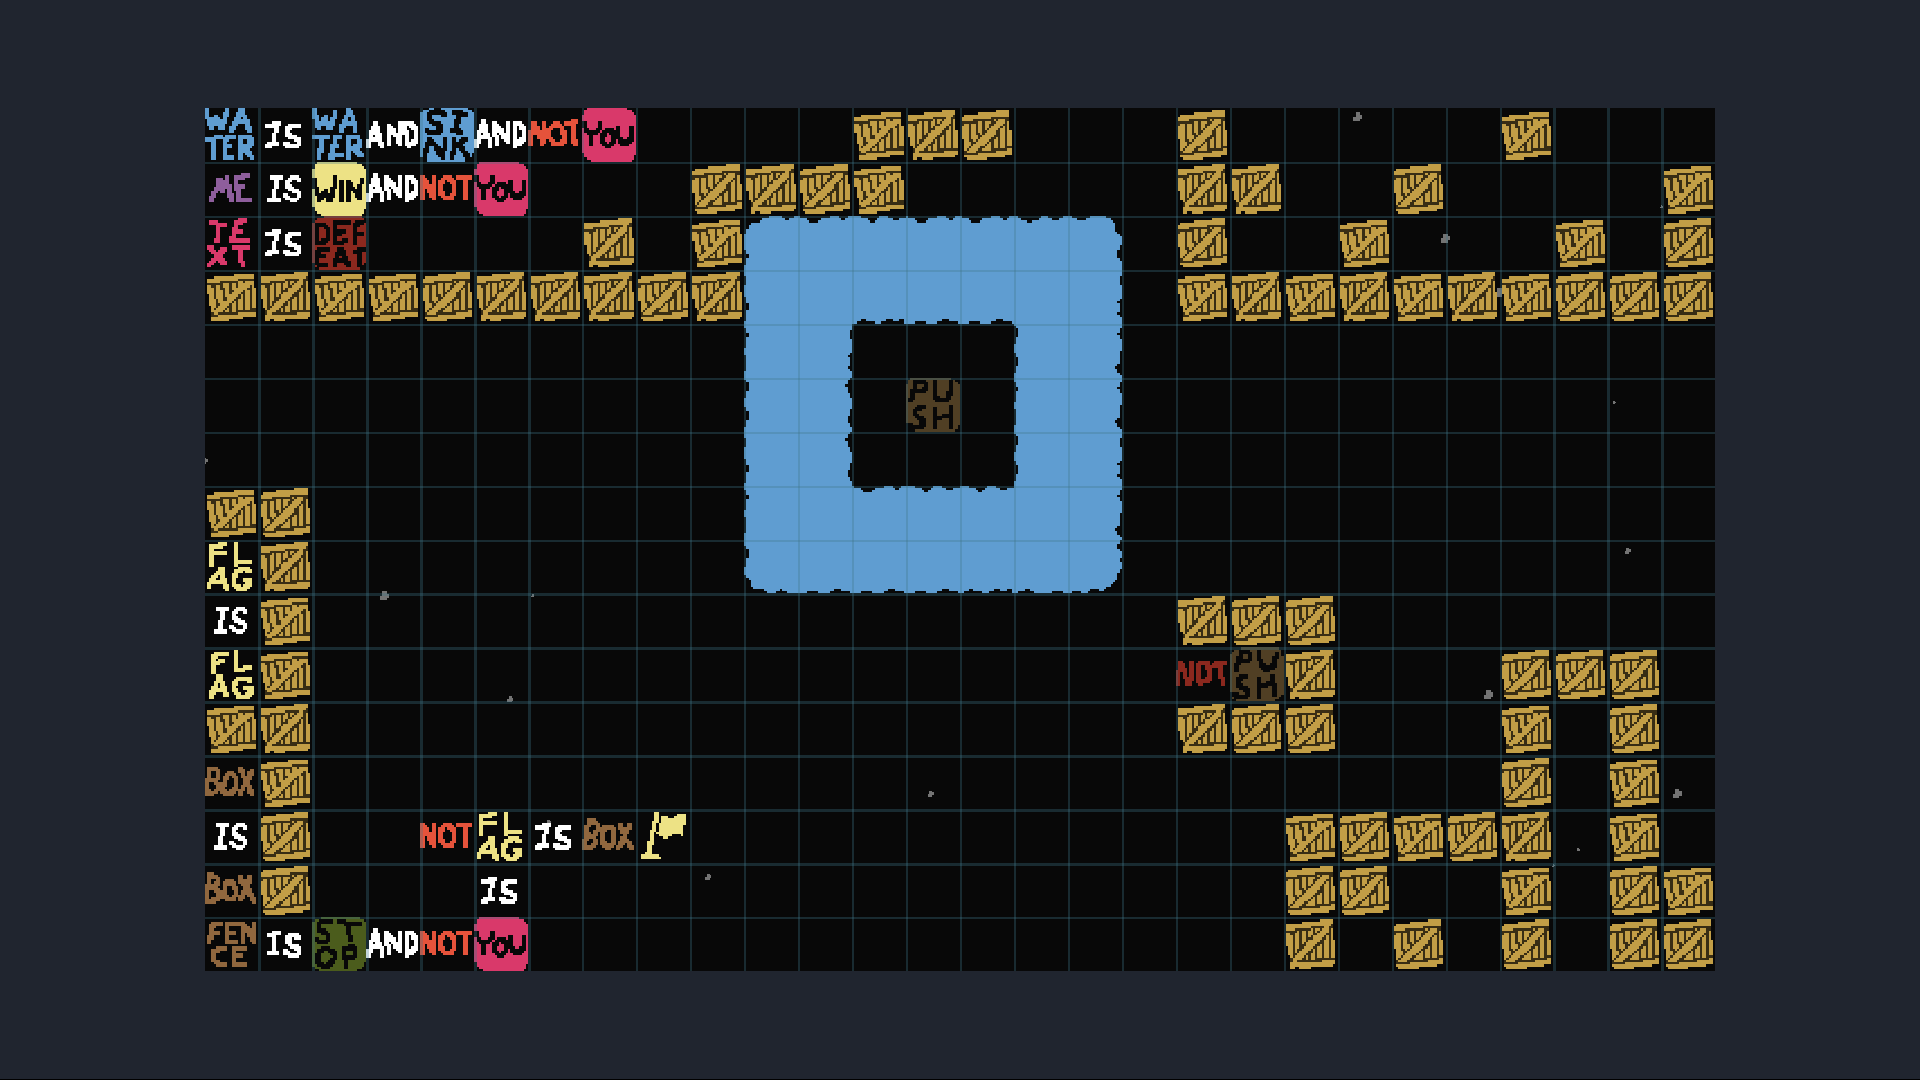 WATER IS WATER AND SINK AND NOT YOU
ME IS WIN AND NOT YOU
TEXT IS DEFEAT
PUSH
FLAG
IS
FLAG
NOT PUSH
BOX
IS NOT FLAG IS BOX
BOX IS
FENCE IS STOP AND NOT YOU